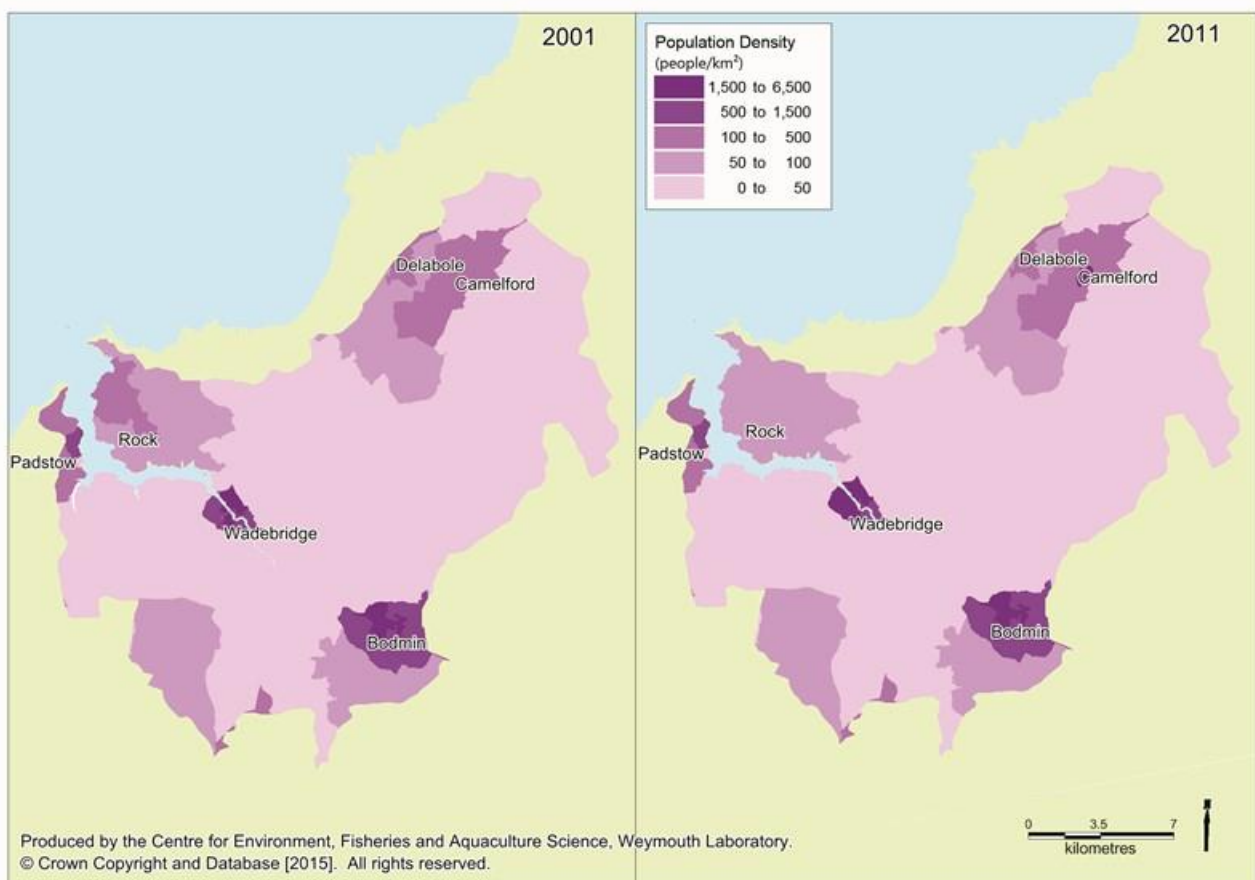 2001
Delabole
Camelford
Rock
Padstow
Wadebridge
Bodmin
2011
Population Density
(people/km²)
1,500 to 6,500
500 to 1,500
100 to 500
50 to 100
0 to 50
Delabole
Camelford
Rock
Padstow
Wadebridge
Bodmin
0 3.5 7
kilometres
N
Produced by the Centre for Environment, Fisheries and Aquaculture Science, Weymouth Laboratory.
© Crown Copyright and Database [2015]. All rights reserved.